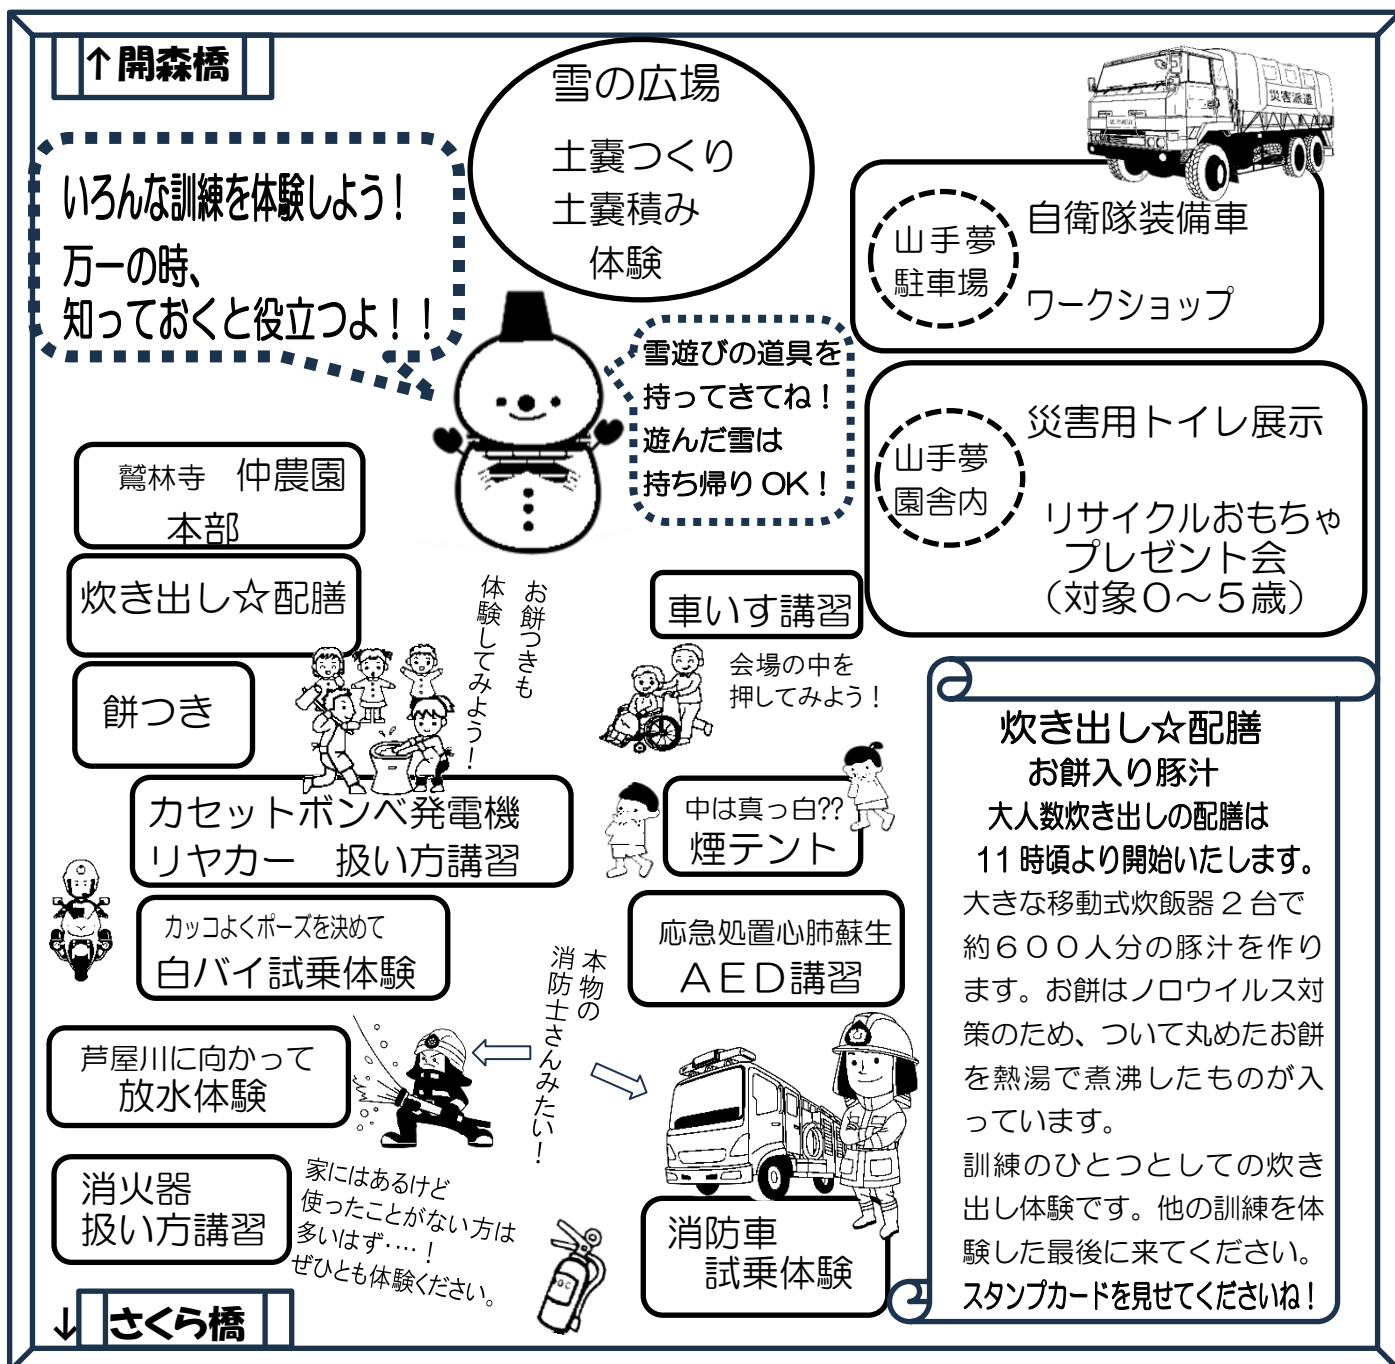 ↑開森橋
雪の広場
土嚢つくり
土嚢積み
体験
災害派遣
いろんな訓練を体験しよう！
万一の時、
知っておくと役立つよ！！
山手夢
駐車場
自衛隊装備車
ワークショップ
雪遊びの道具を
持ってきてね！
遊んだ雪は
持ち帰りOK！
山手夢
園舎内
災害用トイレ展示
リサイクルおもちゃ
プレゼント会
（対象０～５歳）
鷲林寺　仲農園
本部
炊き出し☆配膳
餅つき
お餅つきも
体験してみよう！
車いす講習
会場の中を
押してみよう！
カセットボンベ発電機
リヤカー　扱い方講習
中は真っ白??
煙テント
カッコよくポーズを決めて
白バイ試乗体験
応急処置心肺蘇生
ＡＥＤ講習
本物の
消防士さんみたい！
芦屋川に向かって
放水体験
消火器
扱い方講習
家にはあるけど
使ったことがない方は
多いはず‥‥！
ぜひとも体験ください。
消防車
試乗体験
炊き出し☆配膳
お餅入り豚汁
大人数炊き出しの配膳は
11時頃より開始いたします。
大きな移動式炊飯器２台で
約６００人分の豚汁を作り
ます。お餅はノロウイルス対
策のため、ついて丸めたお餅
を熱湯で煮沸したものが入
っています。
訓練のひとつとしての炊き
出し体験です。他の訓練を体
験した最後に来てください。
スタンプカードを見せてくださいね！
↓さくら橋